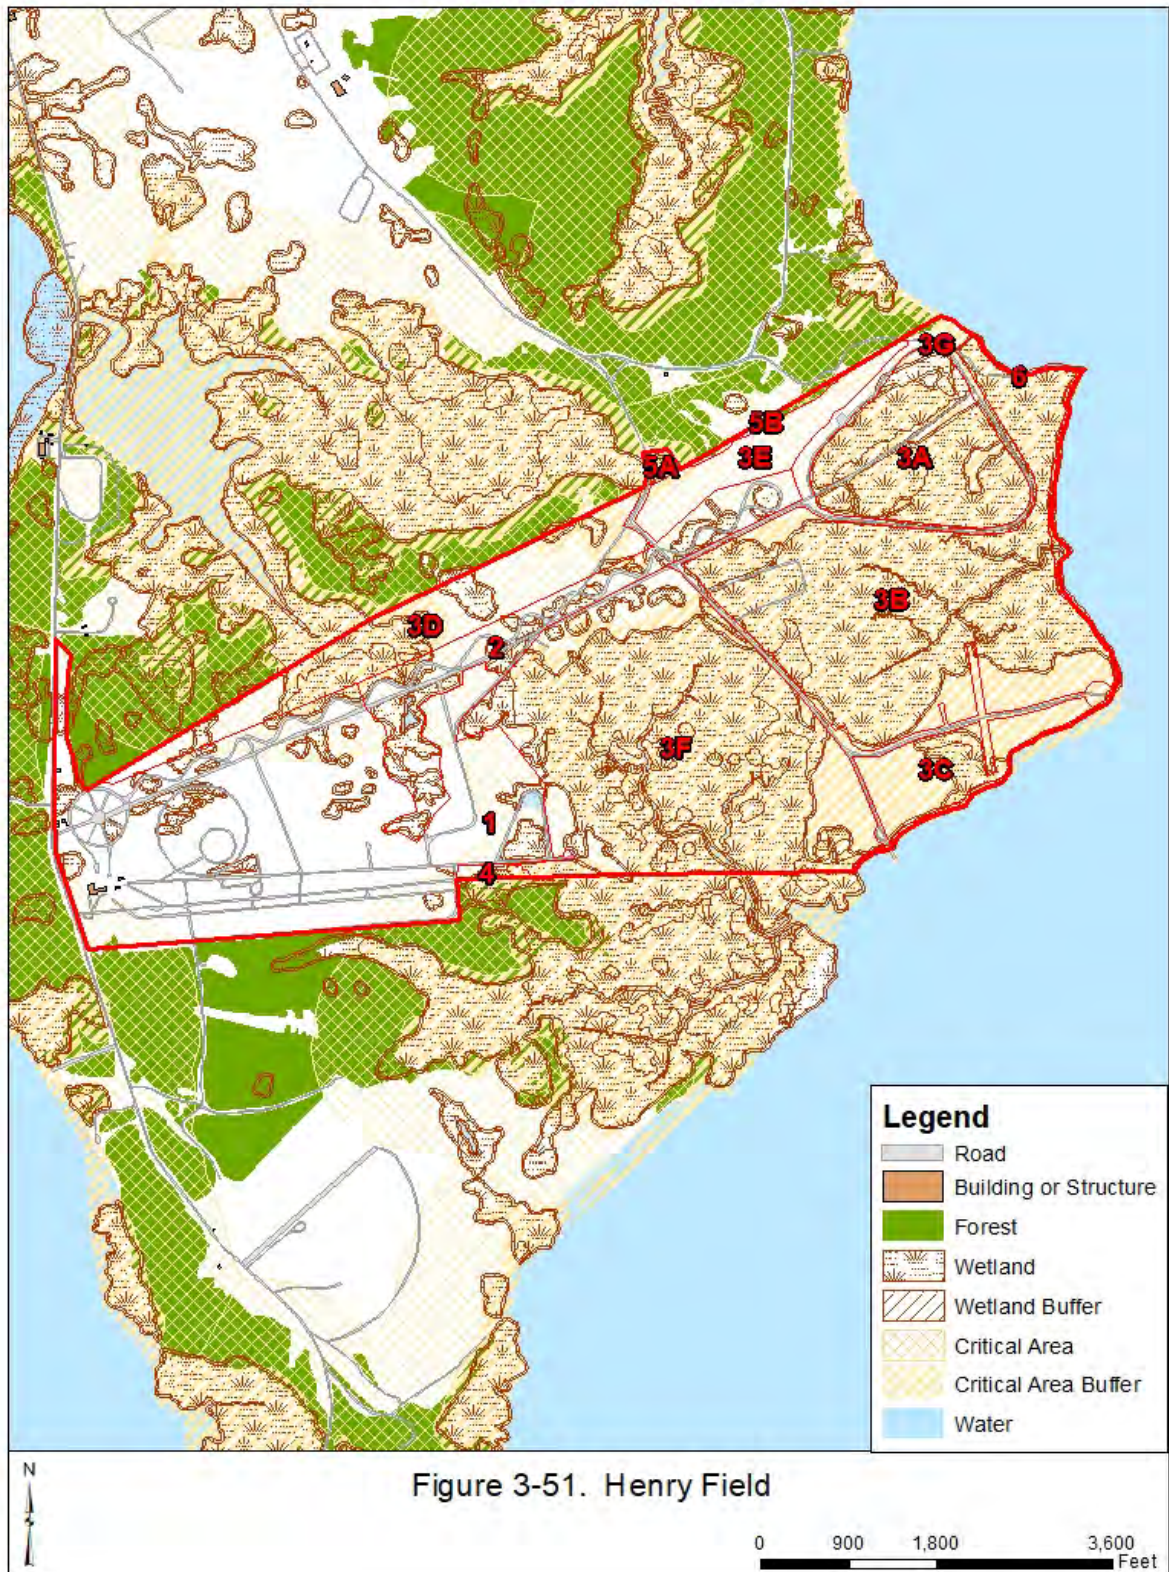 3G
6
5B
3E
5A
3A
3B
3D
2
3F
3C
1
4
Legend
Road
Building or Structure
Forest
Wetland
Wetland Buffer
Critical Area
Critical Area Buffer
Water
N
Figure 3-51. Henry Field
0 900 1,800 3,600
Feet